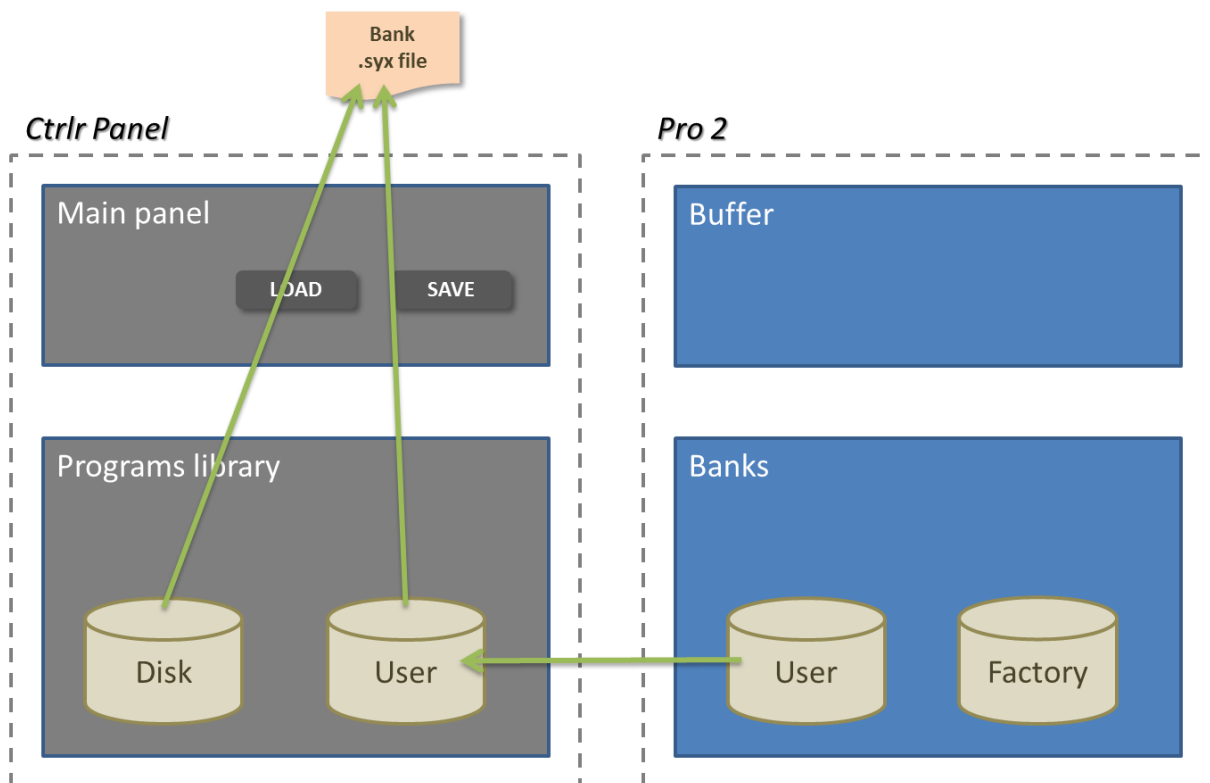 Bank
.syx file
Ctrlr Panel
Pro 2
Main panel
Buffer
LOAD
SAVE
Programs library
Banks
Disk
User
User
Factory